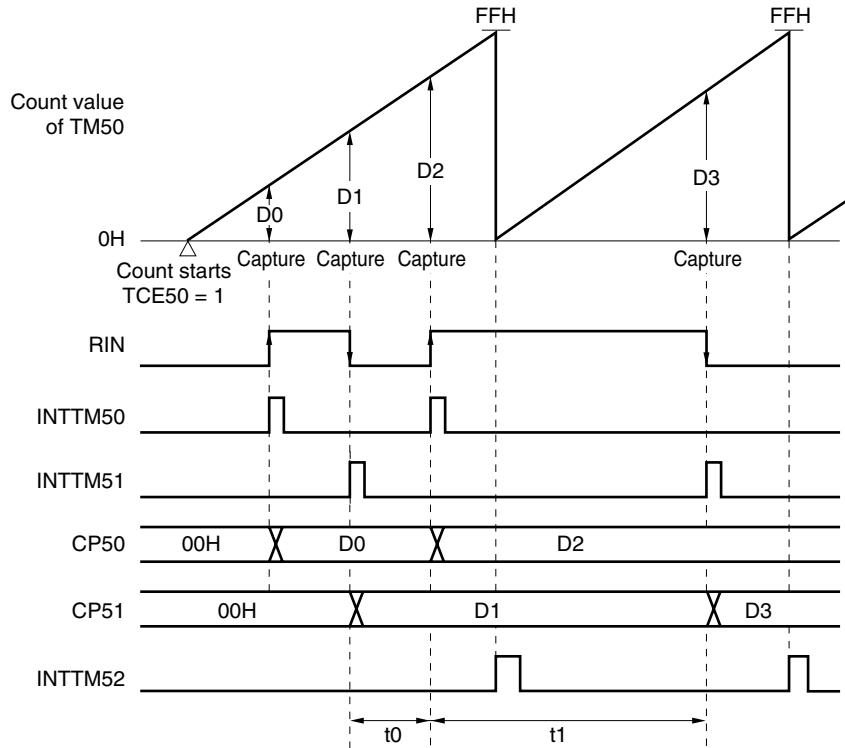 FFH FFH
Count value
of TM50
D0 D1 D2 D3
0H
Count starts
TCE50 = 1
Capture Capture Capture Capture
RIN
INTTM50
INTTM51
CP50 00H D0 D2
CP51 00H D1 D3
INTTM52
t0 t1